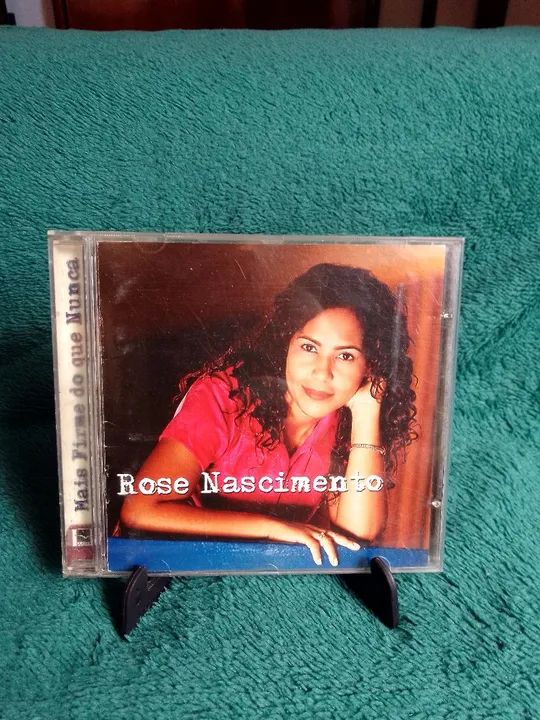 Mais Firme do que Nunca
Rose Nascimento